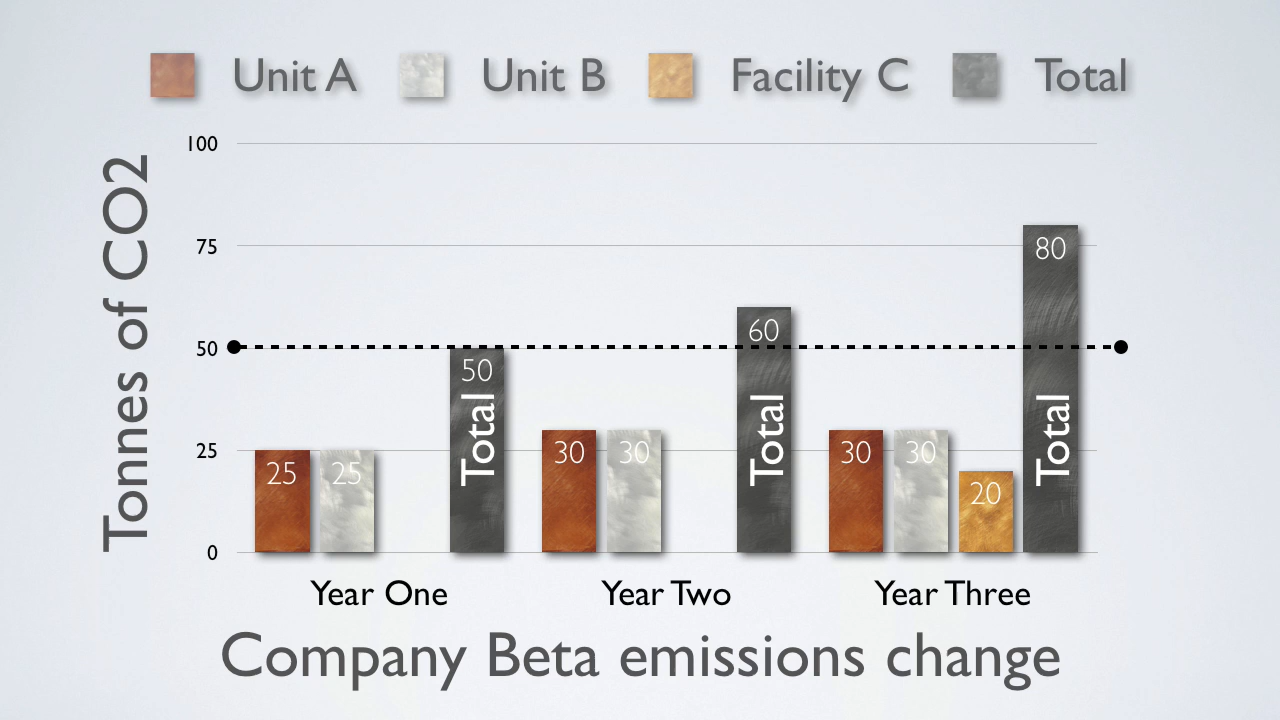 Unit A Unit B Facility C Total
Tonnes of CO2
100
75
50
25
0
25 25 50 Total
30 30 60 Total
30 30 20 80 Total
Year One Year Two Year Three
Company Beta emissions change